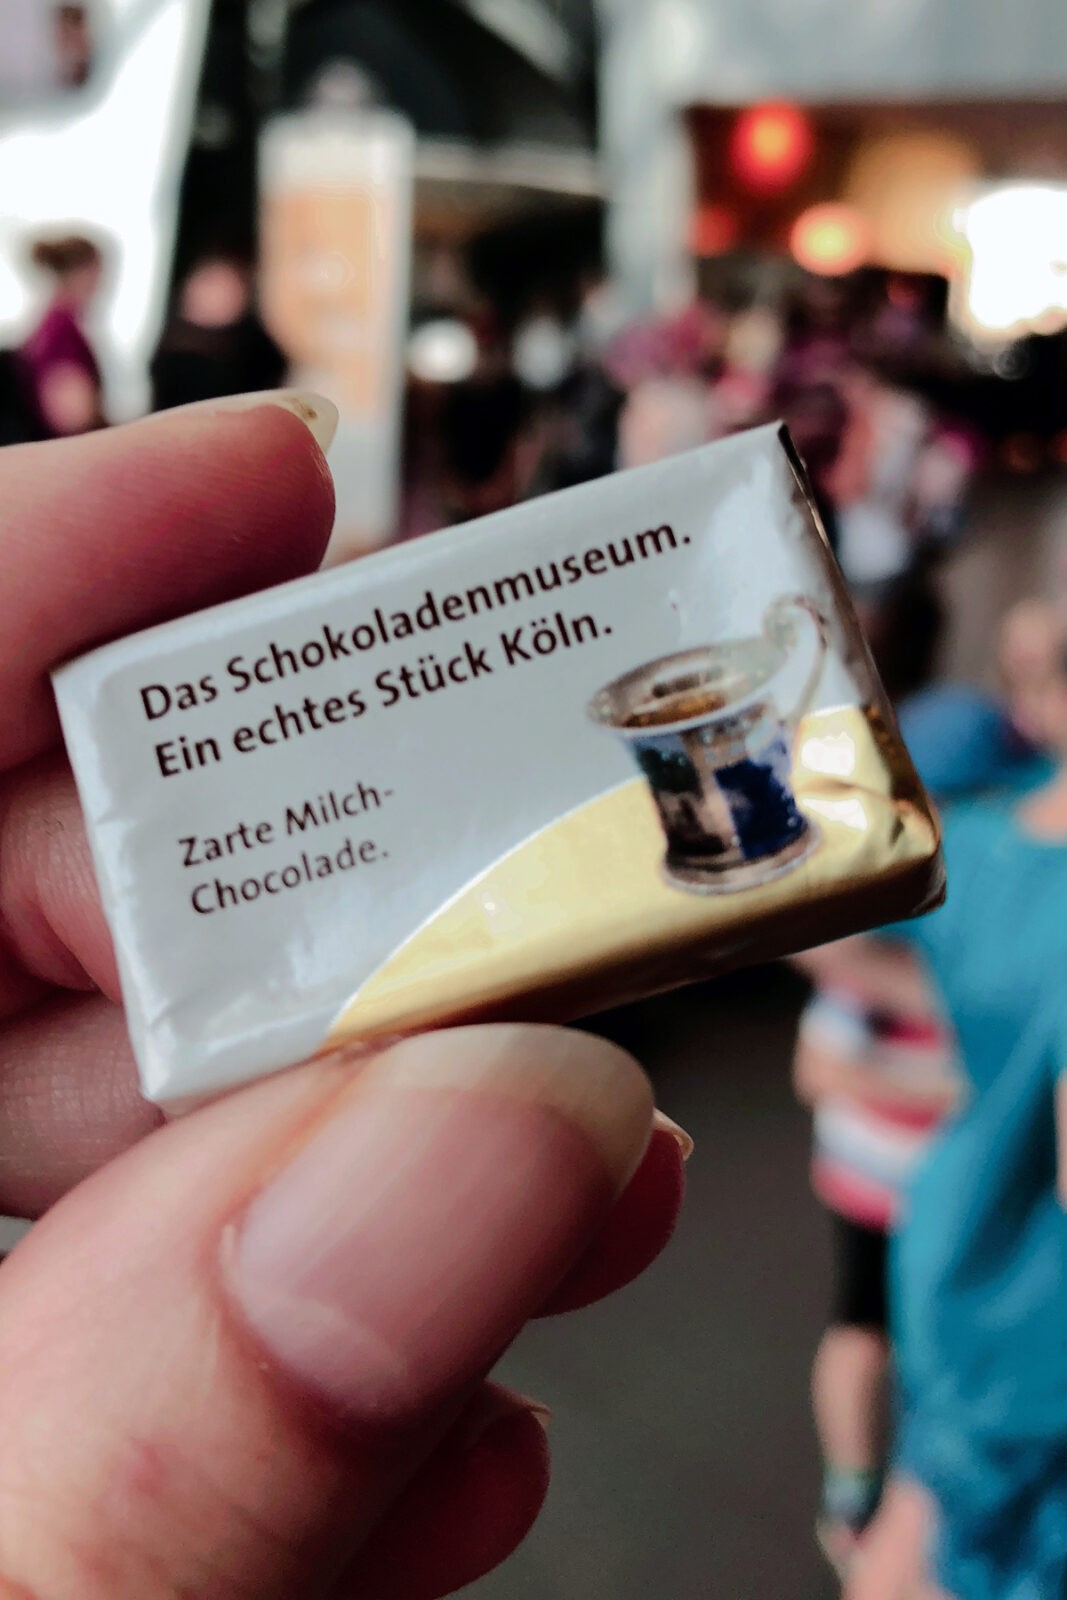 Das Schokoladenmuseum.
Ein echtes Stück Köln.
Zarte Milch-
Chocolade.